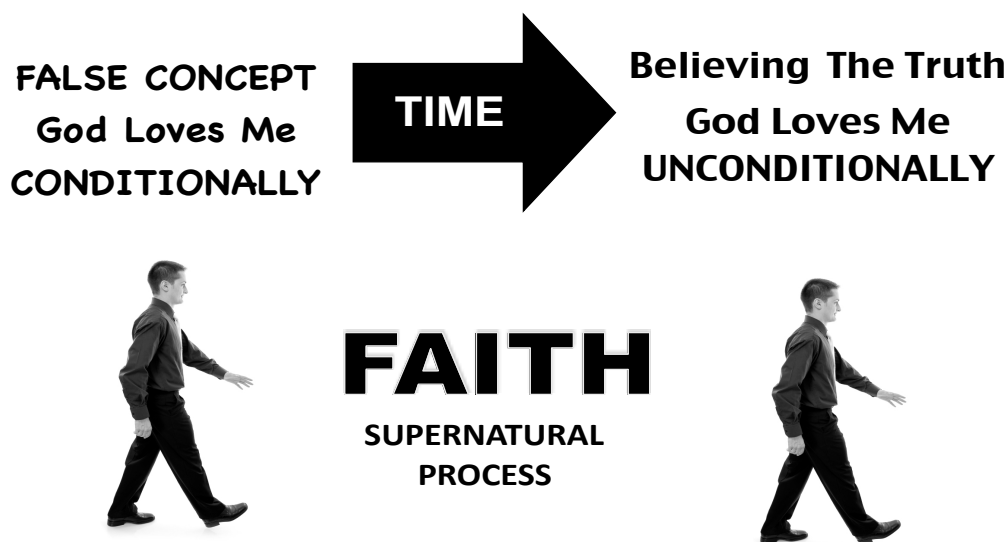 FALSE CONCEPT
God Loves Me
CONDITIONALLY
TIME
Believing The Truth
God Loves Me
UNCONDITIONALLY
FAITH
SUPERNATURAL
PROCESS